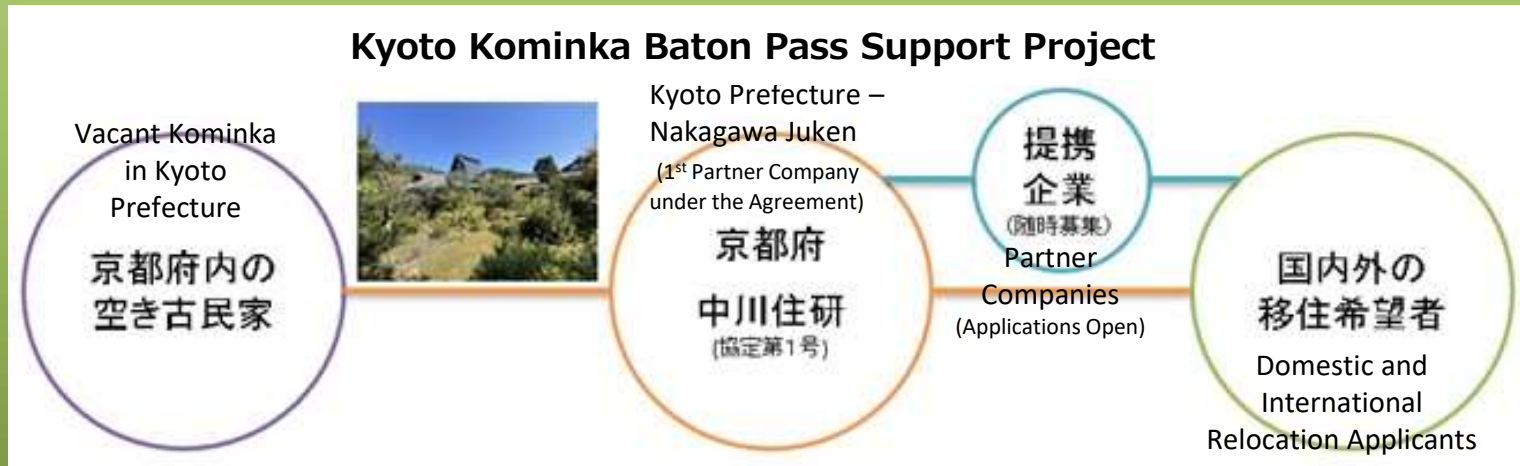 Kyoto Kominka Baton Pass Support Project
Vacant Kominka
in Kyoto
Prefecture
京都府内の
空き古民家
Kyoto Prefecture –
Nakagawa Juken
(1st Partner Company
under the Agreement)
京都府
中川住研
(協定第1号)
提携
企業
(随時募集)
Partner
Companies
(Applications Open)
国内外の
移住希望者
Domestic and
International
Relocation Applicants